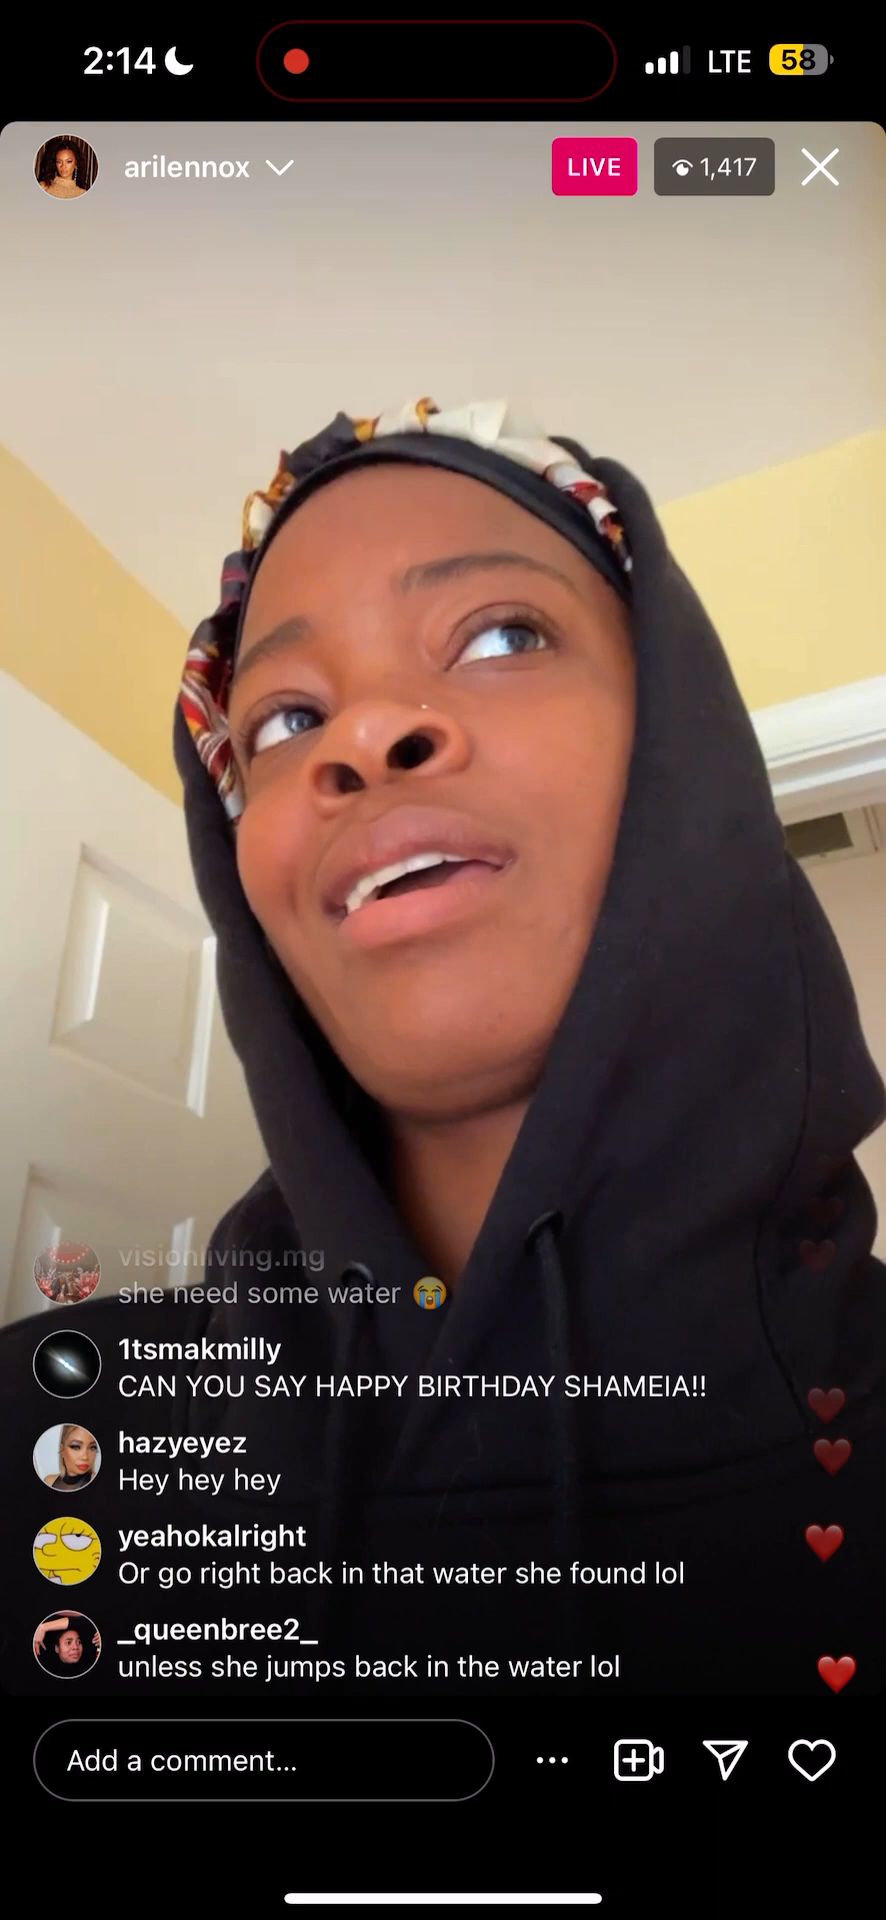 2:14
LTE
58
arilennox
LIVE
1,417
visionliving.mg
she need some water
1tsmakmilly
CAN YOU SAY HAPPY BIRTHDAY SHAMEIA!!
hazyeyez
Hey hey hey
yeahokalright
Or go right back in that water she found lol
_queenbree2_
unless she jumps back in the water lol
Add a comment...